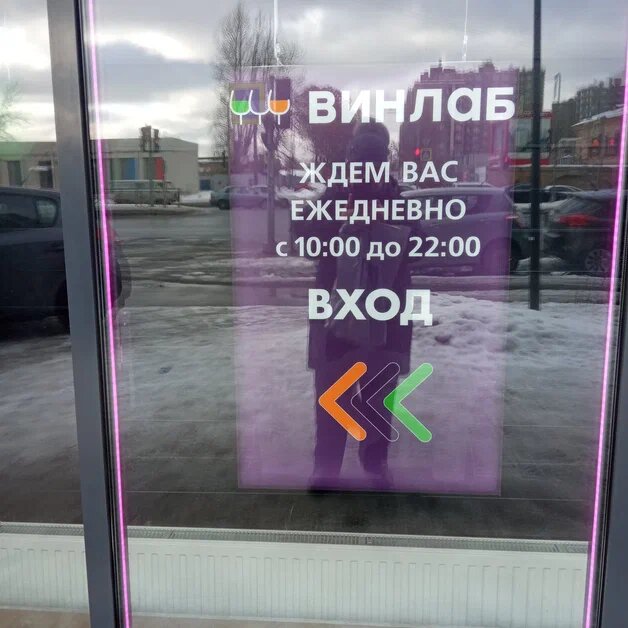 ВИНЛАБ
ЖДЕМ ВАС
ЕЖЕДНЕВНО
с 10:00 до 22:00
ВХОД